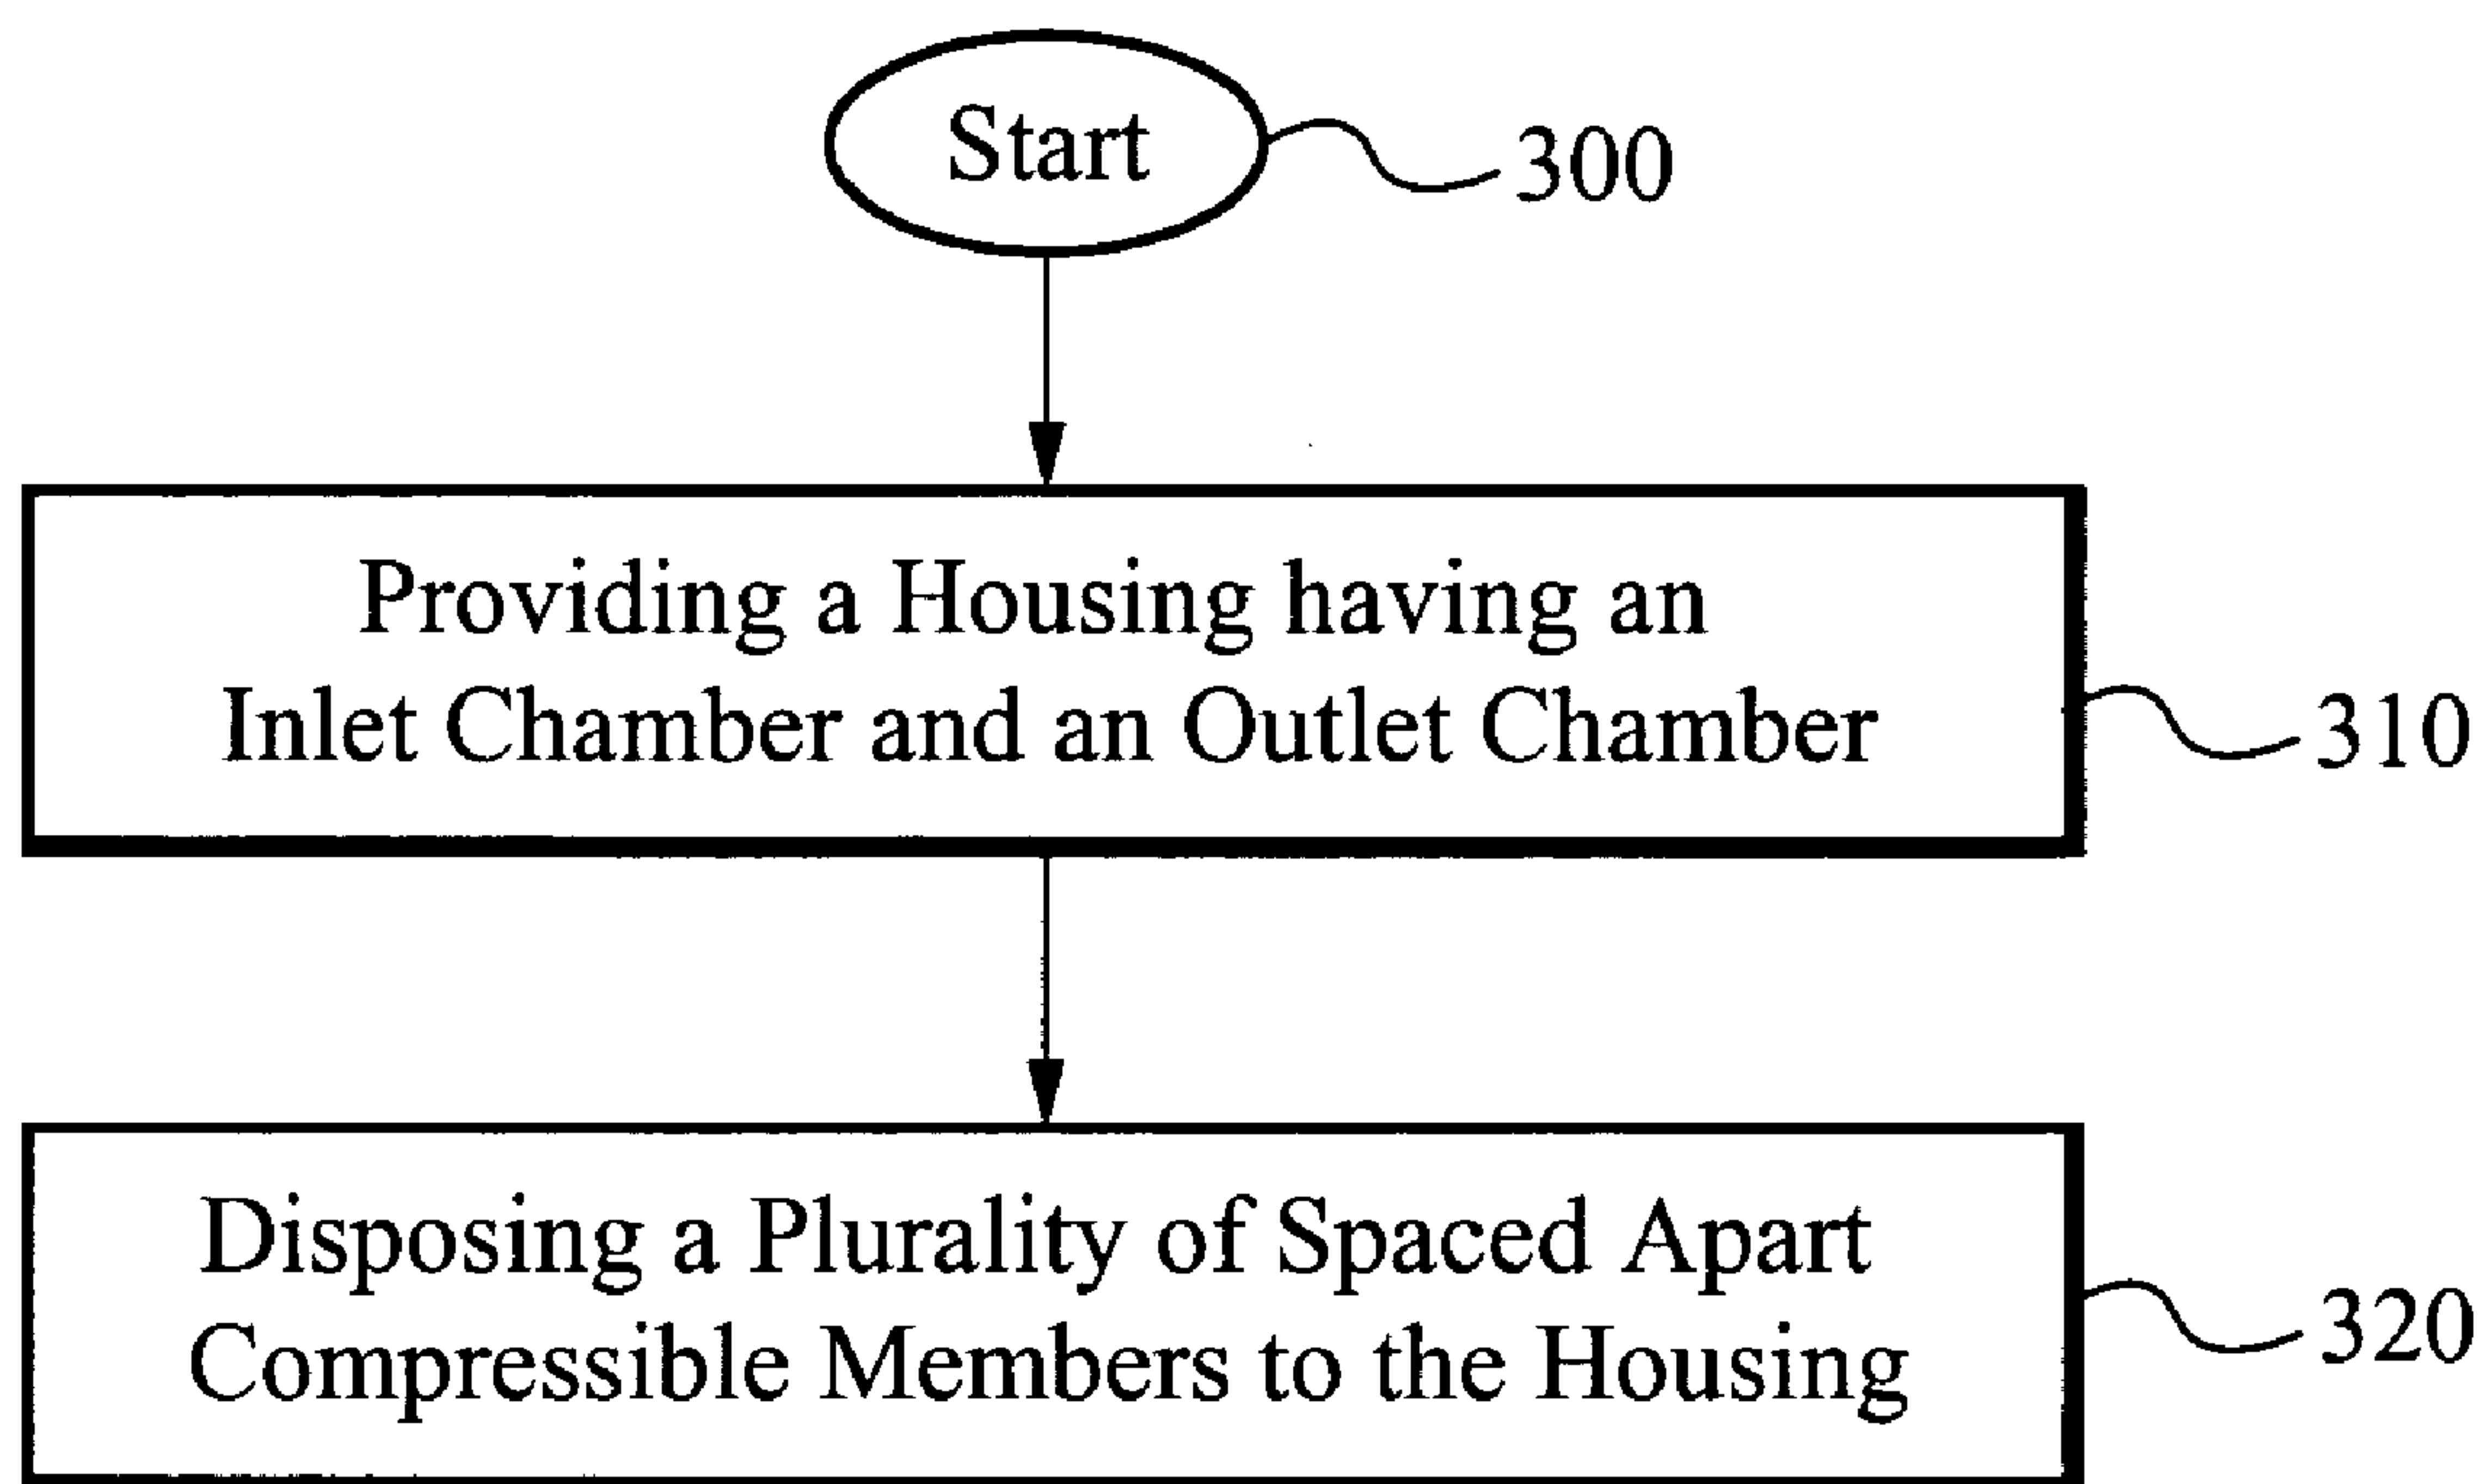 Start
300
Providing a Housing having an
Inlet Chamber and an Outlet Chamber
310
Disposing a Plurality of Spaced Apart
Compressible Members to the Housing
320